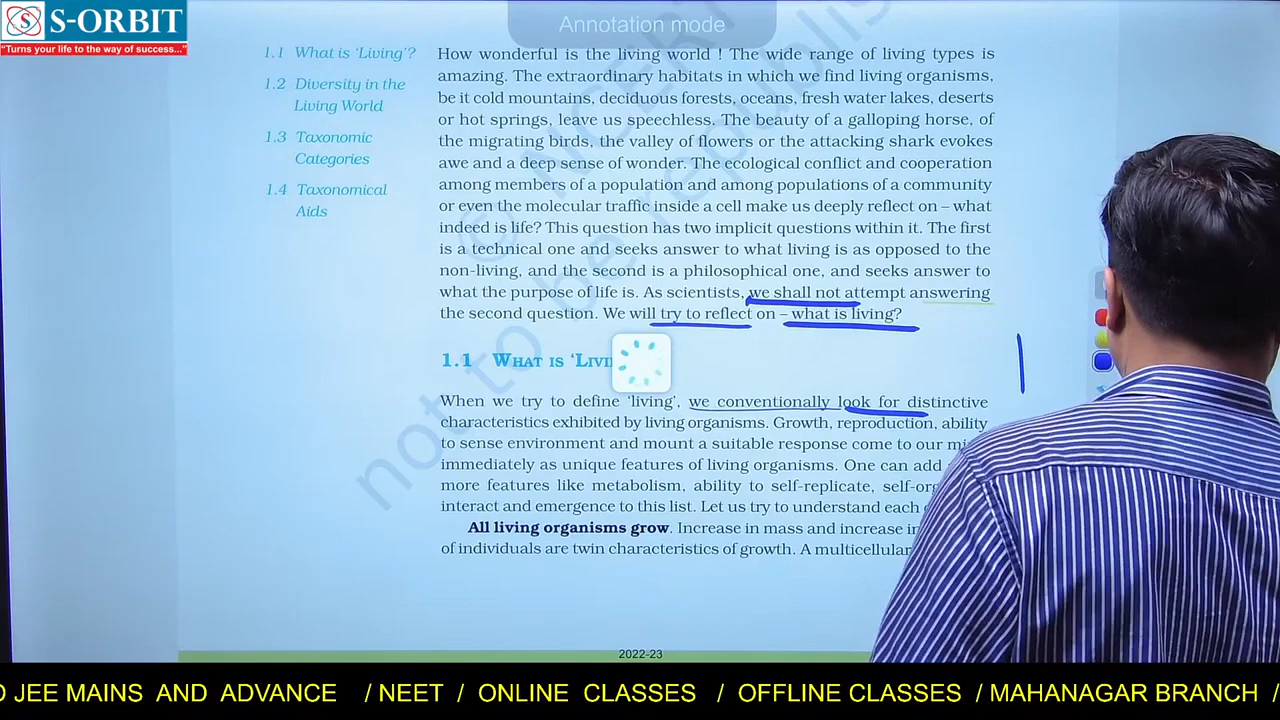 Annotation mode
S-ORBIT
"Turns your life to the way of success..."
1.1 What is 'Living'?
1.2 Diversity in the
Living World
1.3 Taxonomic
Categories
1.4 Taxonomical
Aids
How wonderful is the living world ! The wide range of living types is
amazing. The extraordinary habitats in which we find living organisms,
be it cold mountains, deciduous forests, oceans, fresh water lakes, deserts
or hot springs, leave us speechless. The beauty of a galloping horse, of
the migrating birds, the valley of flowers or the attacking shark evokes
awe and a deep sense of wonder. The ecological conflict and cooperation
among members of a population and among populations of a community
or even the molecular traffic inside a cell make us deeply reflect on – what
indeed is life? This question has two implicit questions within it. The first
is a technical one and seeks answer to what living is as opposed to the
non-living, and the second is a philosophical one, and seeks answer to
what the purpose of life is. As scientists, we shall not attempt answering
the second question. We will try to reflect on – what is living?
1.1 What is 'Livi
When we try to define 'living', we conventionally look for distinctive
characteristics exhibited by living organisms. Growth, reproduction, ability
to sense environment and mount a suitable response come to our mi
immediately as unique features of living organisms. One can add
more features like metabolism, ability to self-replicate, self-org
interact and emergence to this list. Let us try to understand each
All living organisms grow. Increase in mass and increase in
of individuals are twin characteristics of growth. A multicellular
not to be republis
2022-23
JEE MAINS AND ADVANCE / NEET / ONLINE CLASSES / OFFLINE CLASSES / MAHANAGAR BRANCH /